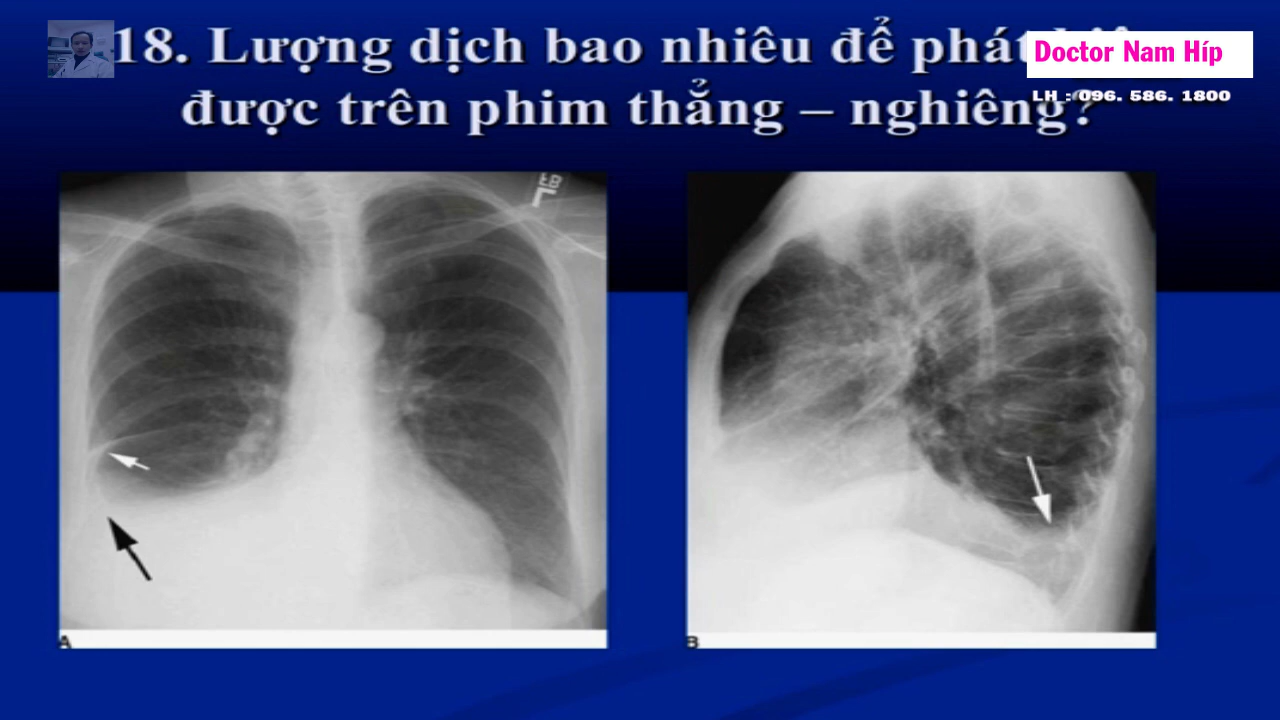 18. Lượng dịch bao nhiêu để phát
được trên phim thẳng – nghiêng?
Doctor Nam Híp
LH : 096. 586. 1800
L
A
B